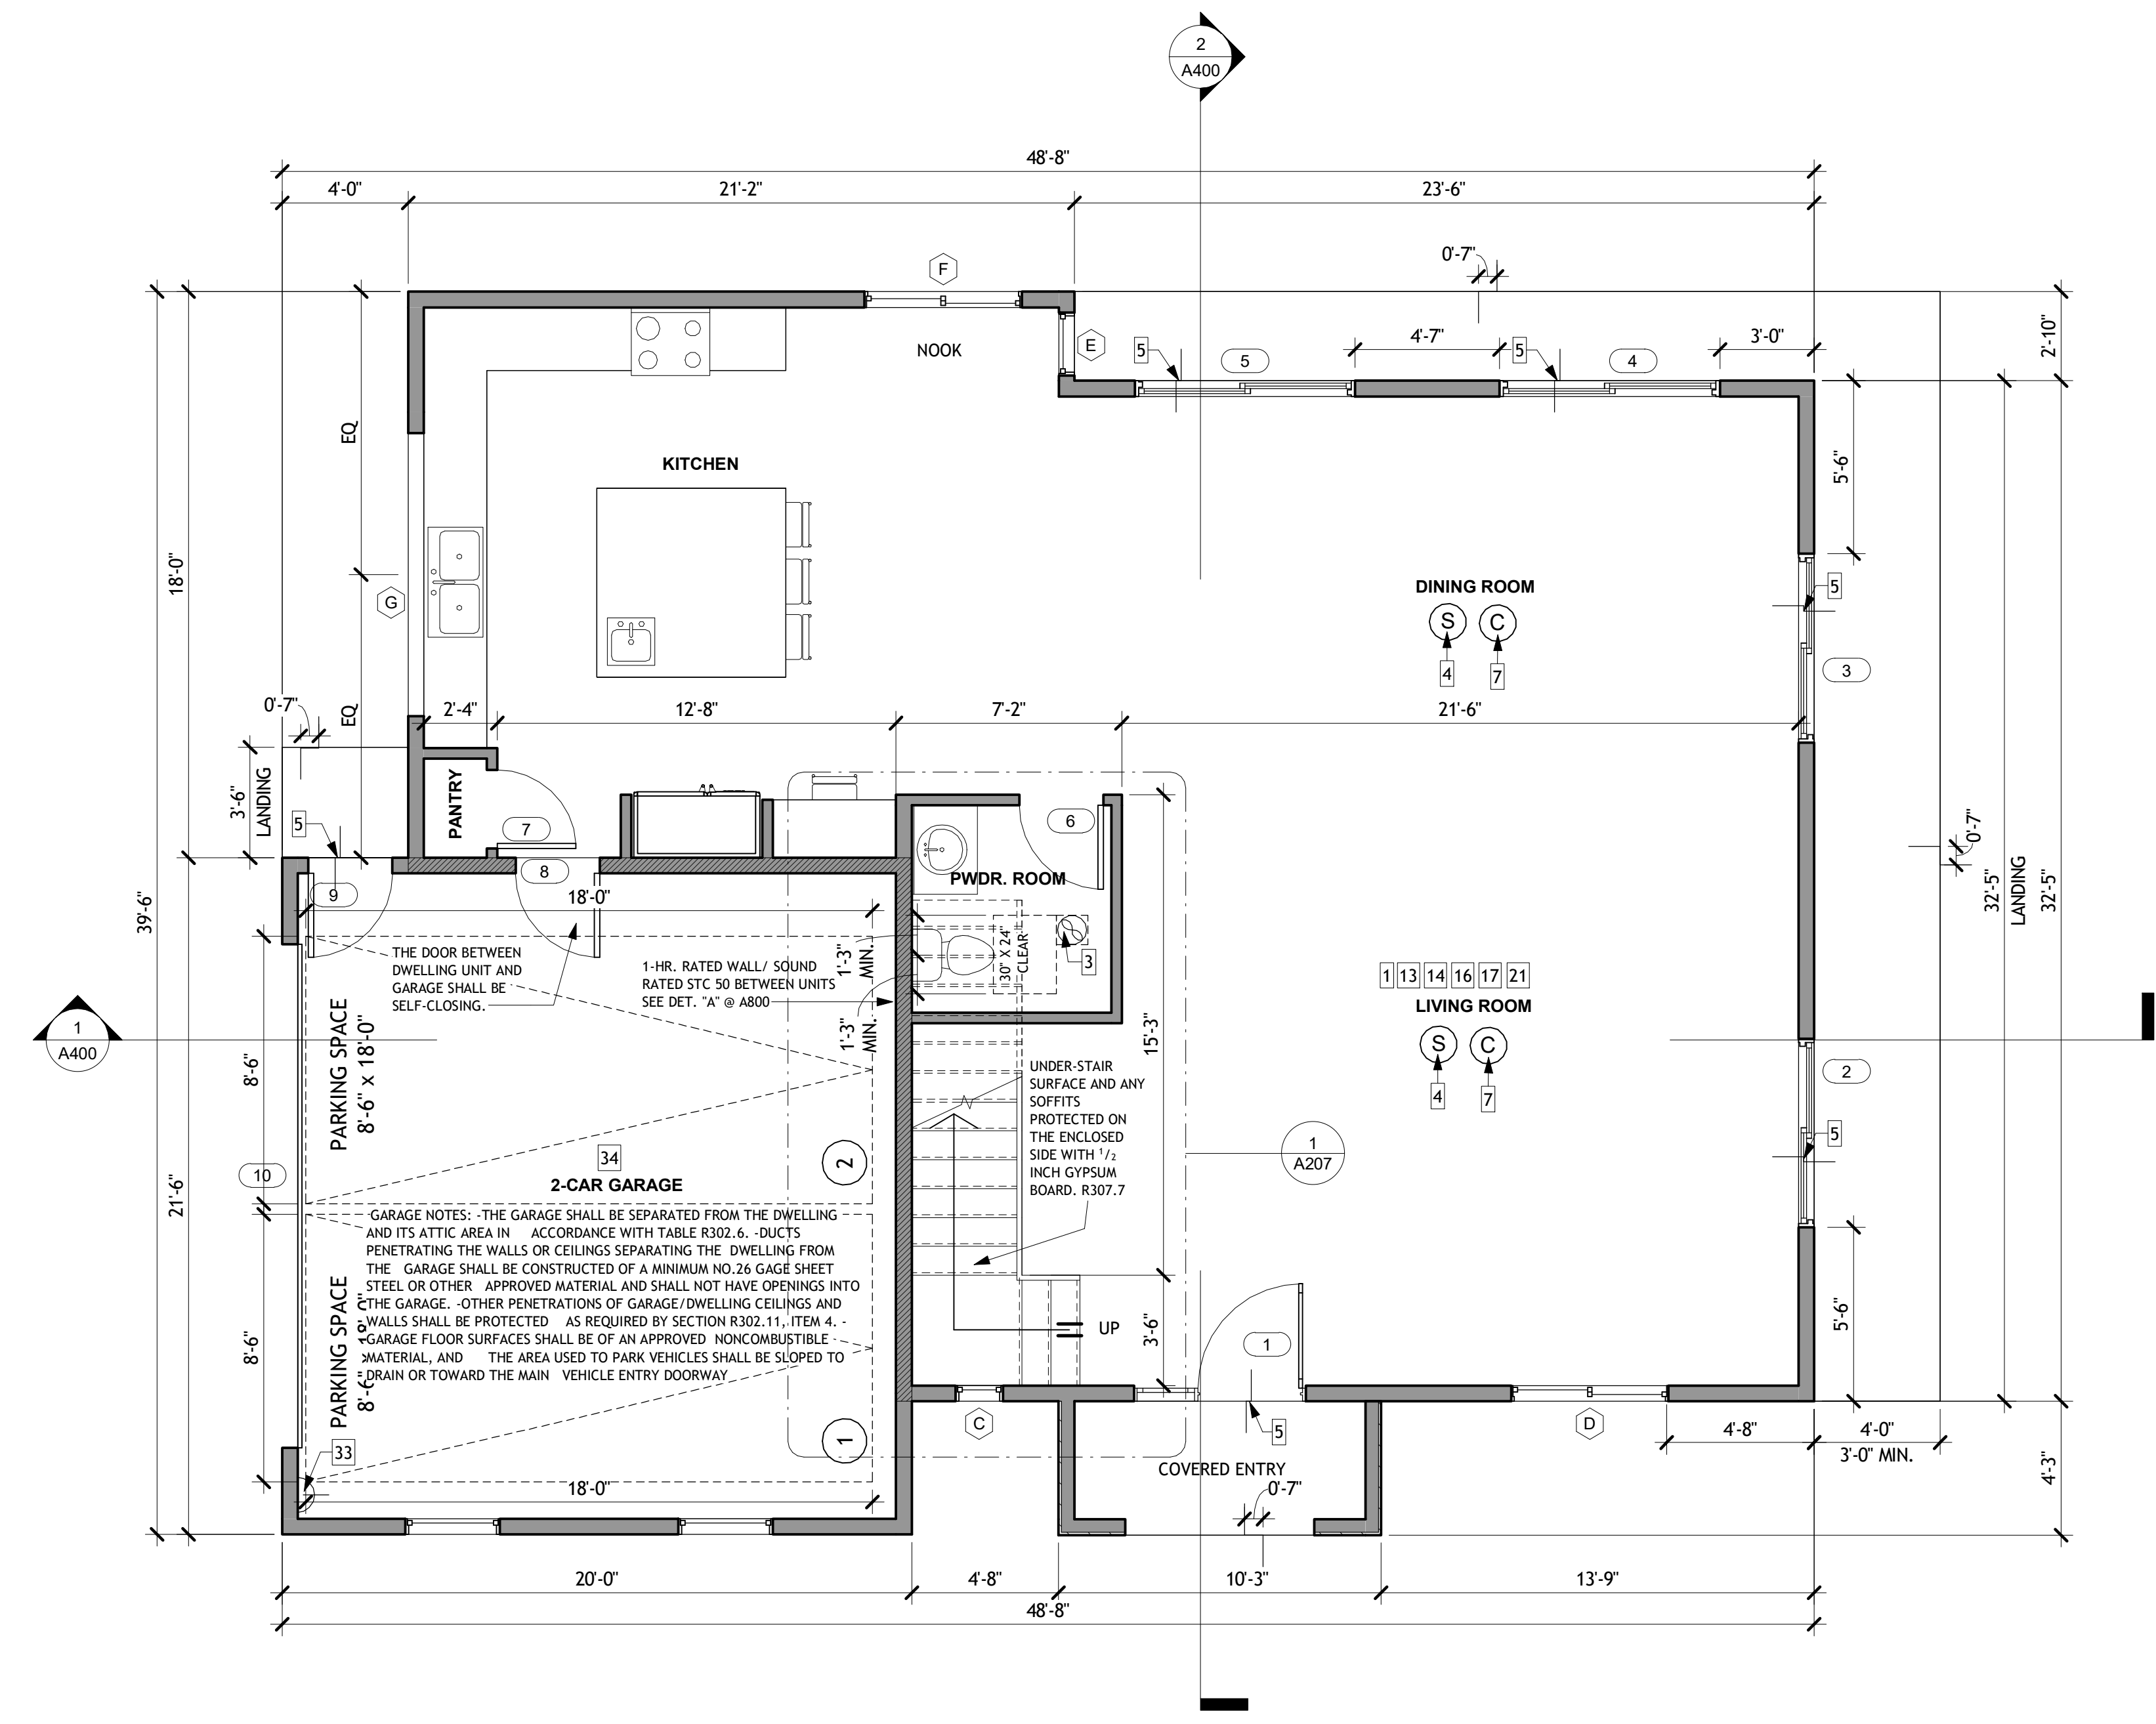 2
A400
48'-8"
4'-0"
21'-2"
23'-6"
0'-7"
F
NOOK
E
5
5
4'-7"
5
4
3'-0"
2'-10"
EQ
KITCHEN
5'-6"
18'-0"
G
DINING ROOM
S
C
4
7
5
3
0'-7"
EQ
2'-4"
12'-8"
7'-2"
21'-6"
3'-6"
LANDING
5
PANTRY
7
6
8
9
PWDR. ROOM
18'-0"
0'-7"
32'-5"
LANDING
32'-5"
39'-6"
THE DOOR BETWEEN
DWELLING UNIT AND
GARAGE SHALL BE
SELF-CLOSING.
1-HR. RATED WALL/ SOUND
RATED STC 50 BETWEEN UNITS
SEE DET. "A" @ A800
1'-3"
MIN.
1'-3"
MIN.
30" X 24"
CLEAR
3
1 13 14 16 17 21
LIVING ROOM
S
C
4
7
1
A400
8'-6"
PARKING SPACE
8'-6" x 18'-0"
15'-3"
UNDER-STAIR
SURFACE AND ANY
SOFFITS
PROTECTED ON
THE ENCLOSED
SIDE WITH 1/2
INCH GYPSUM
BOARD. R307.7
2
5
1
A207
21'-6"
10
34
2-CAR GARAGE
2
GARAGE NOTES: -THE GARAGE SHALL BE SEPARATED FROM THE DWELLING
AND ITS ATTIC AREA IN ACCORDANCE WITH TABLE R302.6. -DUCTS
PENETRATING THE WALLS OR CEILINGS SEPARATING THE DWELLING FROM
THE GARAGE SHALL BE CONSTRUCTED OF A MINIMUM NO.26 GAGE SHEET
STEEL OR OTHER APPROVED MATERIAL AND SHALL NOT HAVE OPENINGS INTO
THE GARAGE. -OTHER PENETRATIONS OF GARAGE/DWELLING CEILINGS AND
WALLS SHALL BE PROTECTED AS REQUIRED BY SECTION R302.11, ITEM 4. -
GARAGE FLOOR SURFACES SHALL BE OF AN APPROVED NONCOMBUSTIBLE
MATERIAL, AND THE AREA USED TO PARK VEHICLES SHALL BE SLOPED TO
DRAIN OR TOWARD THE MAIN VEHICLE ENTRY DOORWAY
8'-6"
PARKING SPACE
8'-6" x 18'-0"
UP
3'-6"
1
5'-6"
33
1
C
5
D
4'-8"
4'-0"
3'-0" MIN.
4'-3"
COVERED ENTRY
0'-7"
18'-0"
20'-0"
4'-8"
10'-3"
13'-9"
48'-8"